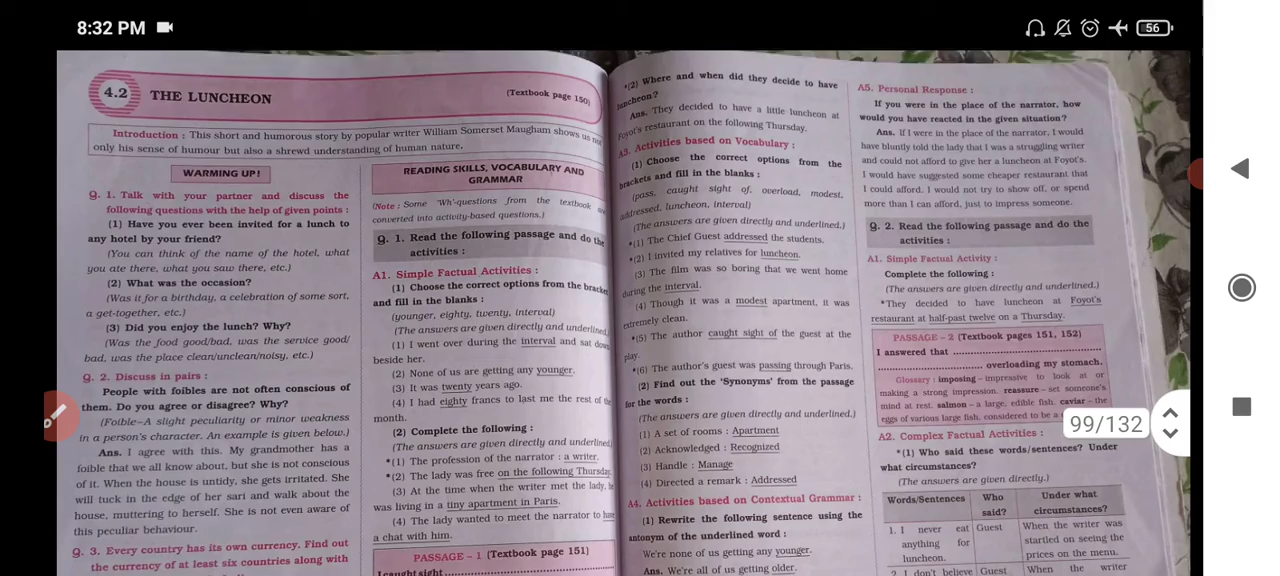 8:32 PM
56
4.2
THE LUNCHEON
(Textbook page 150)
Introduction : This short and humorous story by popular writer William Somerset Maugham shows us not
only his sense of humour but also a shrewd understanding of human nature.
WARMING UP!
Q. 1. Talk with your partner and discuss the
following questions with the help of given points :
(1) Have you ever been invited for a lunch to
any hotel by your friend?
(You can think of the name of the hotel, what
you ate there, what you saw there, etc.)
(2) What was the occasion?
(Was it for a birthday, a celebration of some sort,
a get-together, etc.)
(3) Did you enjoy the lunch? Why?
(Was the food good/bad, was the service good/
bad, was the place clean/unclean/noisy, etc.)
Q. 2. Discuss in pairs :
People with foibles are not often conscious of
them. Do you agree or disagree? Why?
(Foible–A slight peculiarity or minor weakness
in a person's character. An example is given below.)
Ans. I agree with this. My grandmother has a
foible that we all know about, but she is not conscious
of it. When the house is untidy, she gets irritated. She
will tuck in the edge of her sari and walk about the
house, muttering to herself. She is not even aware of
this peculiar behaviour.
Q. 3. Every country has its own currency. Find out
the currency of at least six countries along with
READING SKILLS, VOCABULARY AND
GRAMMAR
(Note : Some 'Wh'-questions from the textbook are
converted into activity-based questions.)
Q. 1. Read the following passage and do the
activities :
A1. Simple Factual Activities :
(1) Choose the correct options from the bracket
and fill in the blanks :
(younger, eighty, twenty, interval)
(The answers are given directly and underlined.
(1) I went over during the interval and sat down
beside her.
(2) None of us are getting any younger.
(3) It was twenty years ago.
(4) I had eighty francs to last me the rest of the
month.
(2) Complete the following :
(The answers are given directly and underlined
*(1) The profession of the narrator : a writer.
*(2) The lady was free on the following Thursday
(3) At the time when the writer met the lady, he
was living in a tiny apartment in Paris.
(4) The lady wanted to meet the narrator to have
a chat with him.
PASSAGE – 1 (Textbook page 151)
I caught sight
*(2) Where and when did they decide to have
luncheon?
Ans. They decided to have a little luncheon at
Foyot's restaurant on the following Thursday.
A3. Activities based on Vocabulary :
(1) Choose the correct options from the
brackets and fill in the blanks :
(pass, caught sight of, overload, modest,
addressed, luncheon, interval)
(The answers are given directly and underlined.)
*(1) The Chief Guest addressed the students.
*(2) I invited my relatives for luncheon.
(3) The film was so boring that we went home
during the interval.
(4) Though it was a modest apartment, it was
extremely clean.
*(5) The author caught sight of the guest at the
play.
*(6) The author's guest was passing through Paris.
(2) Find out the 'Synonyms' from the passage
for the words :
(The answers are given directly and underlined.)
(1) A set of rooms : Apartment
(2) Acknowledged : Recognized
(3) Handle : Manage
(4) Directed a remark : Addressed
A4. Activities based on Contextual Grammar :
(1) Rewrite the following sentence using the
antonym of the underlined word :
We're none of us getting any younger.
Ans. We're all of us getting older.
A5. Personal Response :
If you were in the place of the narrator, how
would you have reacted in the given situation?
Ans. If I were in the place of the narrator, I would
have bluntly told the lady that I was a struggling writer
and could not afford to give her a luncheon at Foyot's.
I would have suggested some cheaper restaurant that
I could afford. I would not try to show off, or spend
more than I can afford, just to impress someone.
Q. 2. Read the following passage and do the
activities :
A1. Simple Factual Activity :
Complete the following :
(The answers are given directly and underlined.)
*They decided to have luncheon at Foyot's
restaurant at half-past twelve on a Thursday.
PASSAGE – 2 (Textbook pages 151, 152)
I answered that ..............................
.............................. overloading my stomach.
Glossary : imposing – impressive to look at or
making a strong impression. reassure – set someone's
mind at rest. salmon – a large, edible fish. caviar – the
eggs of various large fish, considered to be a
99/132
A2. Complex Factual Activities :
*(1) Who said these words/sentences? Under
what circumstances?
(The answers are given directly.)
Words/Sentences Who said? Under what circumstances?
1. I never eat anything for luncheon. Guest When the writer was startled on seeing the prices on the menu.
2. I don't believe Guest When the writer